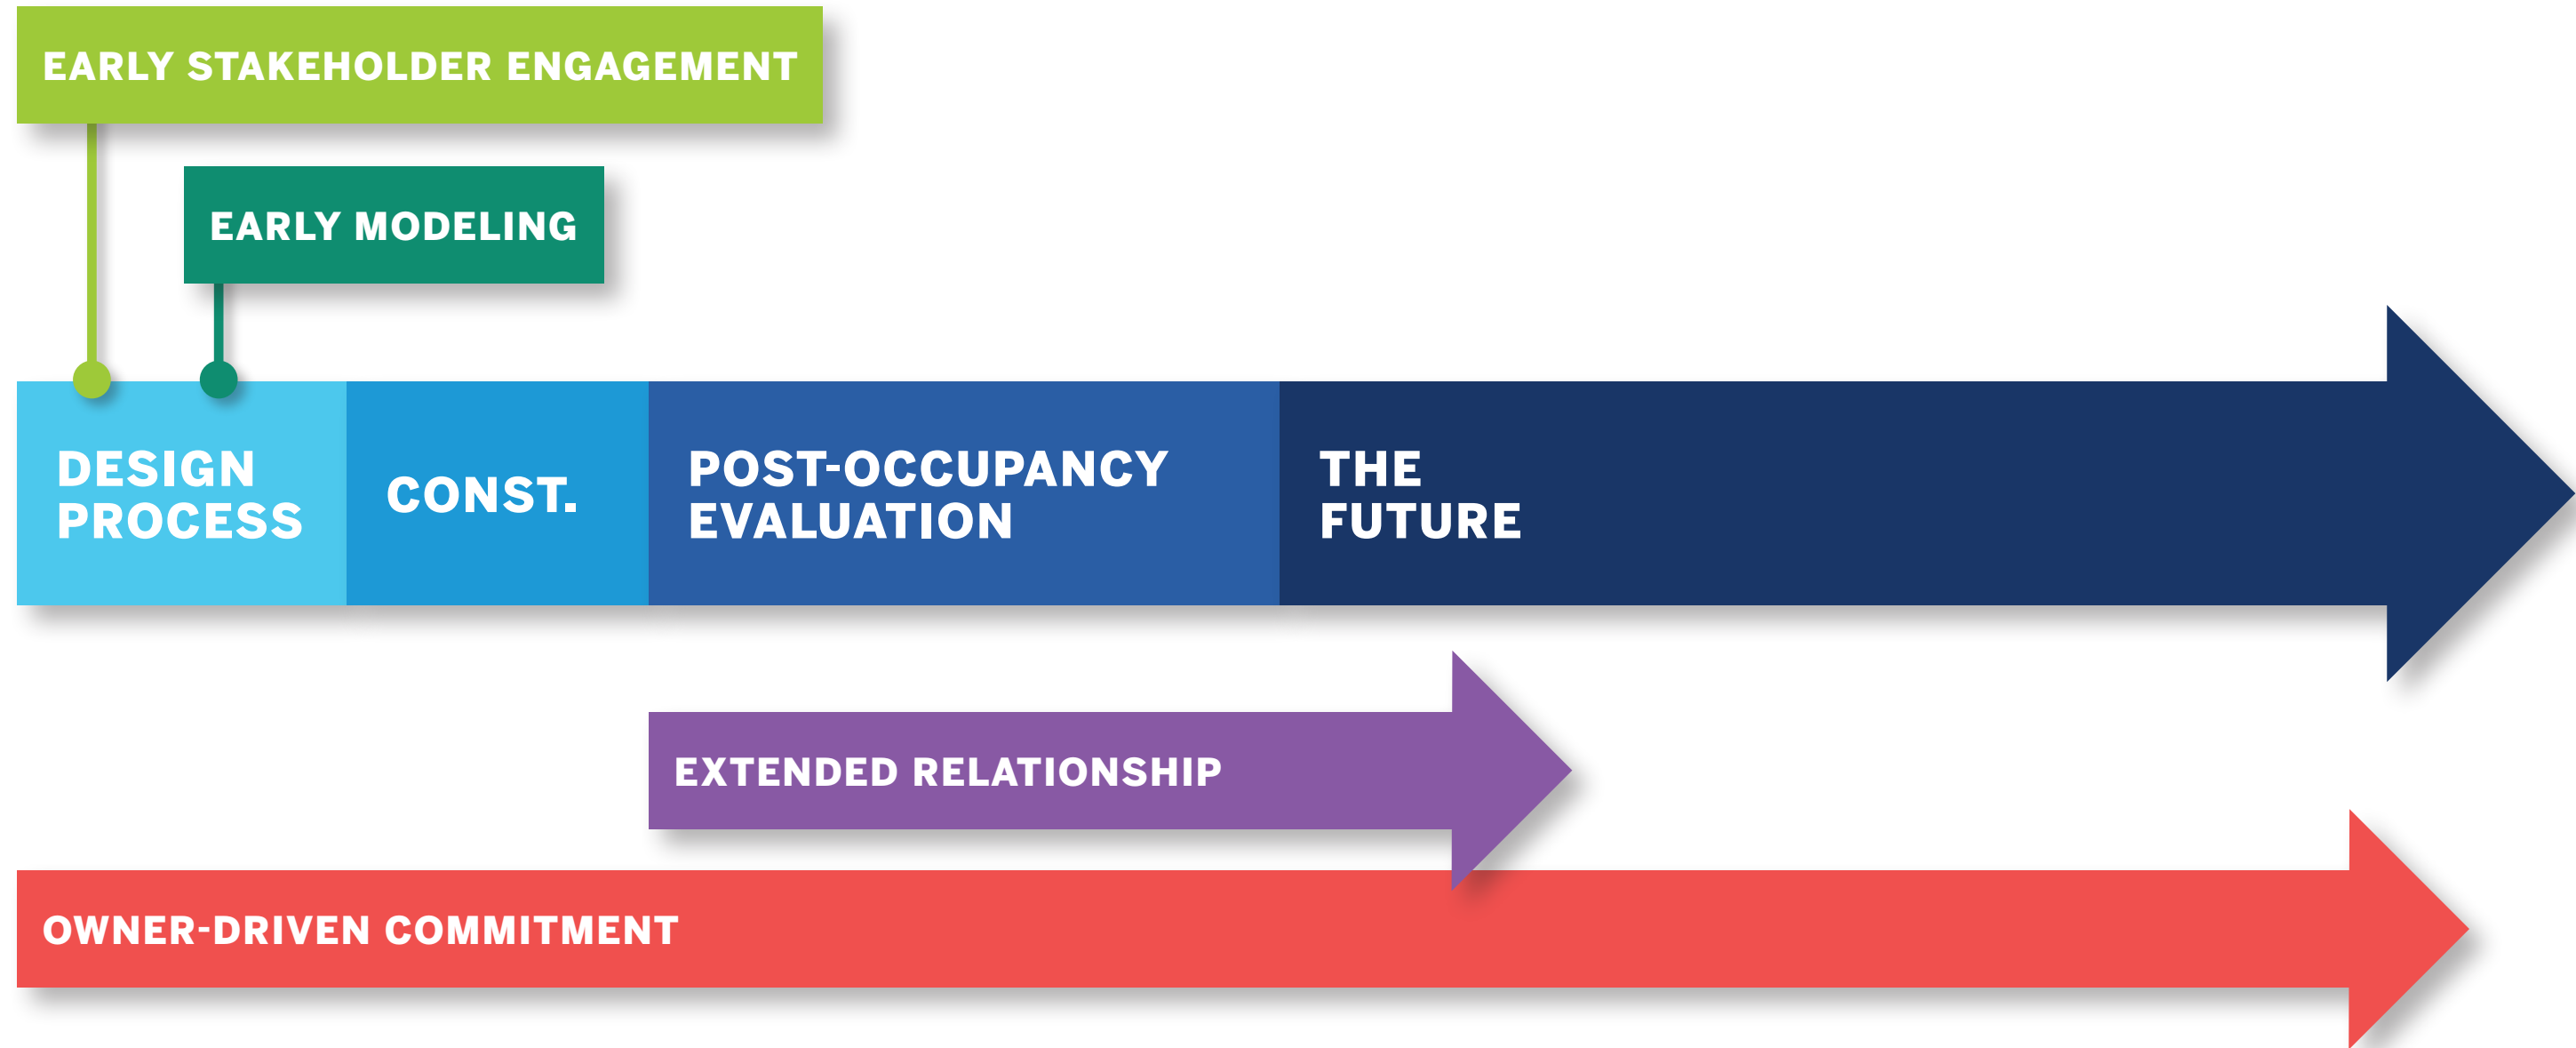 EARLY STAKEHOLDER ENGAGEMENT
EARLY MODELING
DESIGN
PROCESS
CONST.
POST-OCCUPANCY
EVALUATION
THE
FUTURE
EXTENDED RELATIONSHIP
OWNER-DRIVEN COMMITMENT